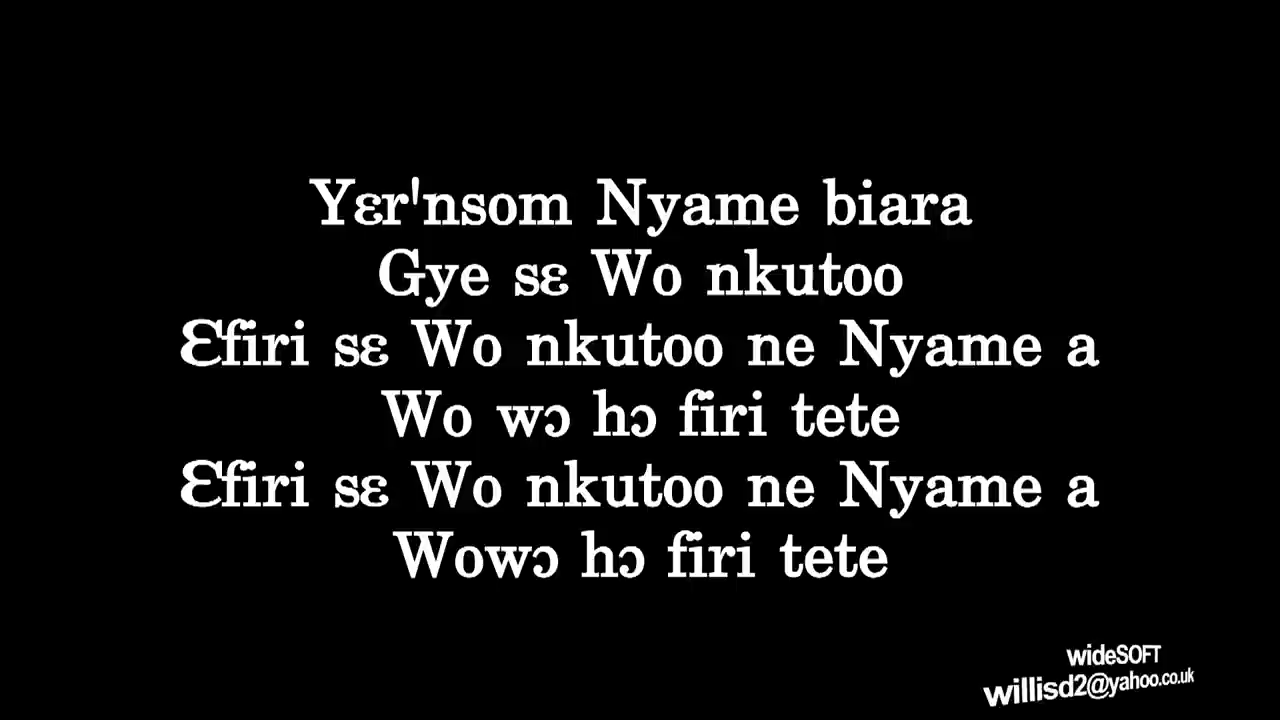 Yɛr'nsom Nyame biara
Gye sɛ Wo nkutoo
Ɛfiri sɛ Wo nkutoo ne Nyame a
Wo wɔ hɔ firi tete
Ɛfiri sɛ Wo nkutoo ne Nyame a
Wowɔ hɔ firi tete
wideSOFT
willisd2@yahoo.co.uk